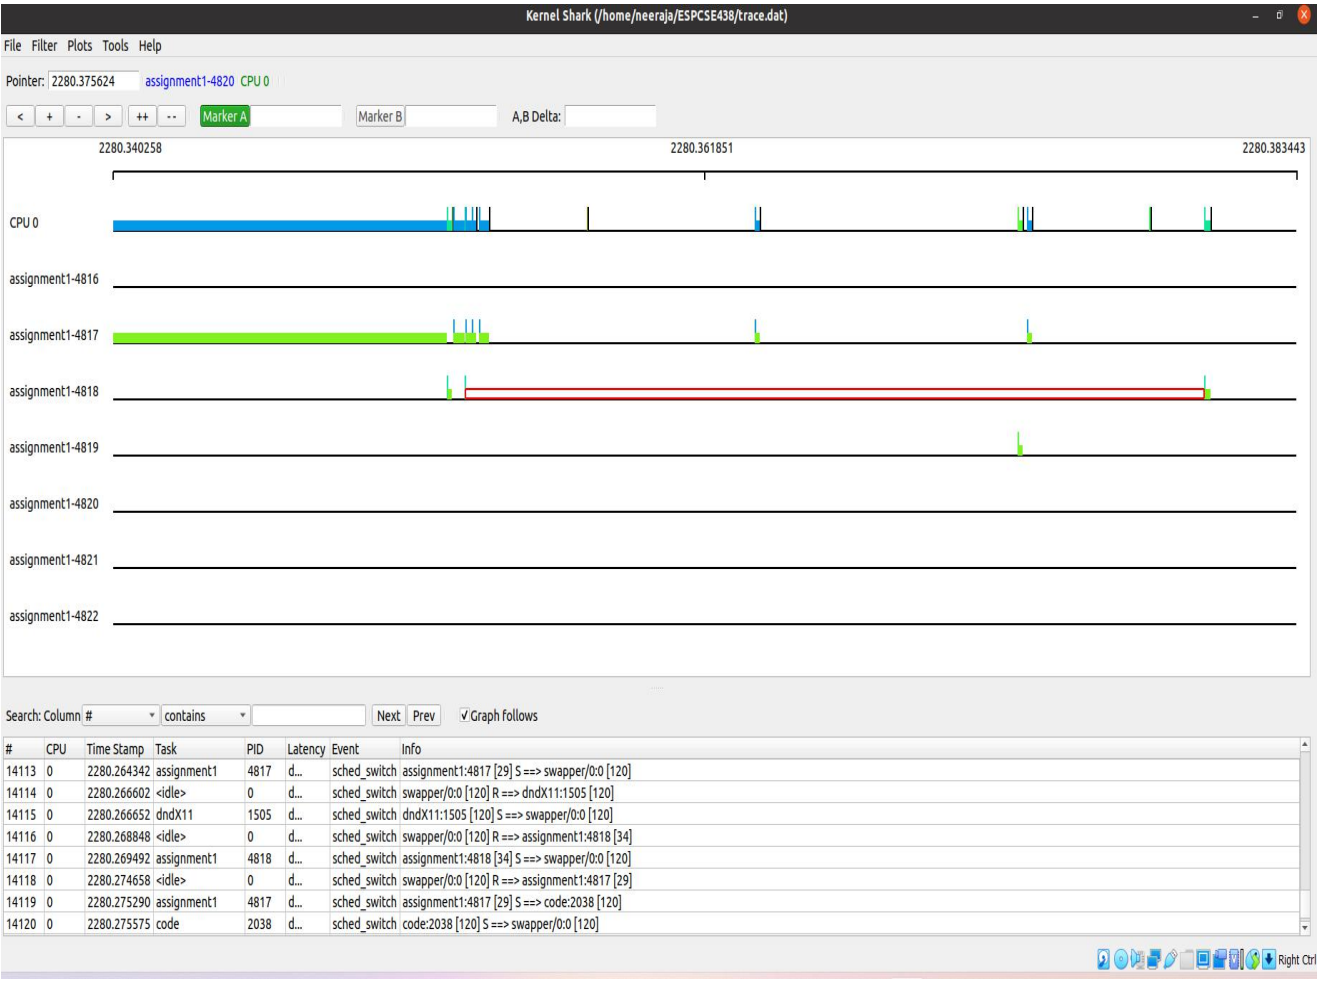 Kernel Shark (/home/neeraja/ESPCSE438/trace.dat)
File Filter Plots Tools Help
Pointer: 2280.375624 assignment1-4820 CPU 0
< + - > ++ -- Marker A Marker B A,B Delta:
2280.340258 2280.361851 2280.383443
CPU 0
assignment1-4816
assignment1-4817
assignment1-4818
assignment1-4819
assignment1-4820
assignment1-4821
assignment1-4822
Search: Column # contains Next Prev Graph follows
# CPU Time Stamp Task PID Latency Event Info
14113 0 2280.264342 assignment1 4817 d... sched_switch assignment1:4817 [29] S ==> swapper/0:0 [120]
14114 0 2280.266602 <idle> 0 d... sched_switch swapper/0:0 [120] R ==> dndX11:1505 [120]
14115 0 2280.266652 dndX11 1505 d... sched_switch dndX11:1505 [120] S ==> swapper/0:0 [120]
14116 0 2280.268848 <idle> 0 d... sched_switch swapper/0:0 [120] R ==> assignment1:4818 [34]
14117 0 2280.269492 assignment1 4818 d... sched_switch assignment1:4818 [34] S ==> swapper/0:0 [120]
14118 0 2280.274658 <idle> 0 d... sched_switch swapper/0:0 [120] R ==> assignment1:4817 [29]
14119 0 2280.275290 assignment1 4817 d... sched_switch assignment1:4817 [29] S ==> code:2038 [120]
14120 0 2280.275575 code 2038 d... sched_switch code:2038 [120] S ==> swapper/0:0 [120]
Right Ctrl